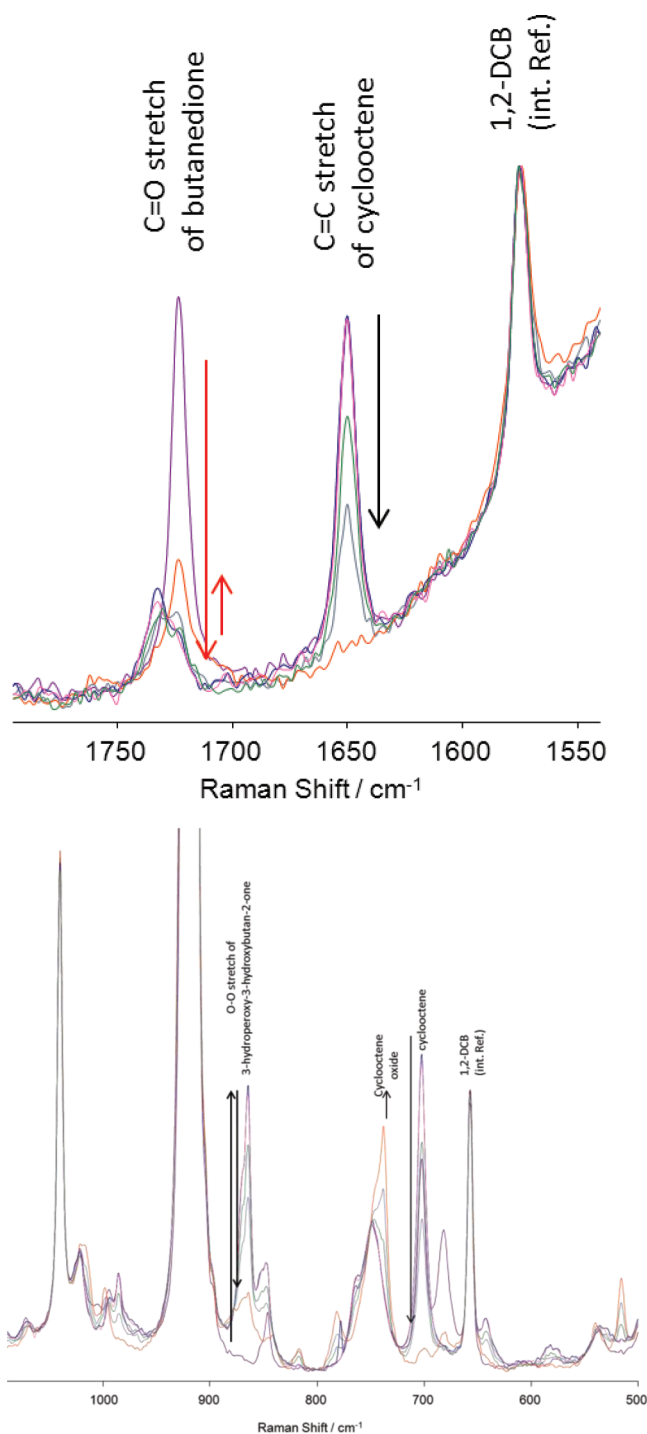 C=O stretch
of butanedione
C=C stretch
of cyclooctene
1,2-DCB
(int. Ref.)
1750 1700 1650 1600 1550
Raman Shift / cm-1
O-O stretch of
3-hydroperoxy-3-hydroxybutan-2-one
Cyclooctene
oxide
cyclooctene
1,2-DCB
(int. Ref.)
1000 900 800 700 600 500
Raman Shift / cm-1